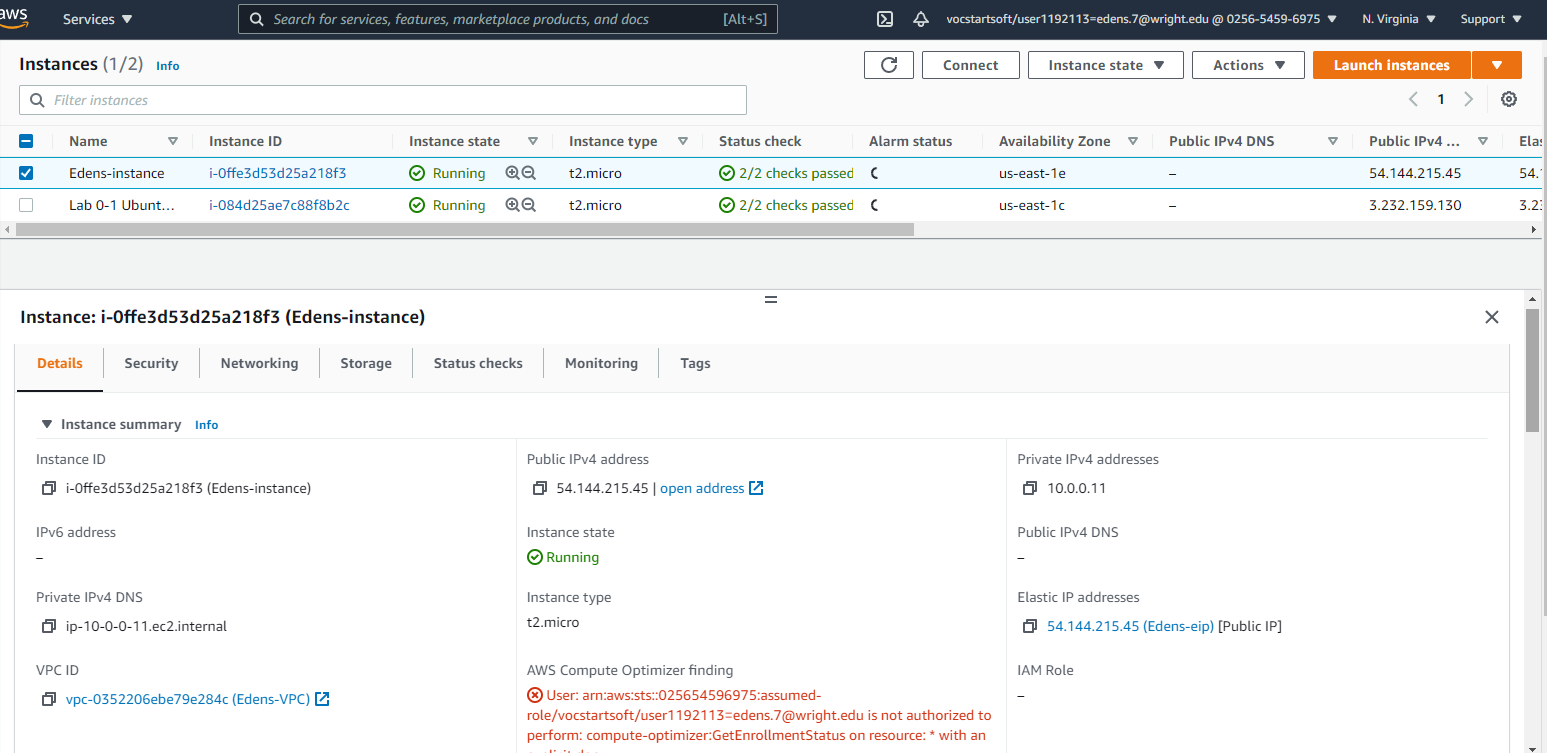 aws Services Search for services, features, marketplace products, and docs [Alt+S] vocstartsoft/user1192113=edens.7@wright.edu @ 0256-5459-6975 N. Virginia Support
Instances (1/2) Info Connect Instance state Actions Launch instances
Filter instances 1
Name Instance ID Instance state Instance type Status check Alarm status Availability Zone Public IPv4 DNS Public IPv4 ... Elas
Edens-instance i-0ffe3d53d25a218f3 Running t2.micro 2/2 checks passed us-east-1e – 54.144.215.45 54.1
Lab 0-1 Ubunt... i-084d25ae7c88f8b2c Running t2.micro 2/2 checks passed us-east-1c – 3.232.159.130 3.23
Instance: i-0ffe3d53d25a218f3 (Edens-instance)
Details Security Networking Storage Status checks Monitoring Tags
Instance summary Info
Instance ID
i-0ffe3d53d25a218f3 (Edens-instance)
Public IPv4 address
54.144.215.45 | open address
Private IPv4 addresses
10.0.0.11
IPv6 address
–
Instance state
Running
Public IPv4 DNS
–
Private IPv4 DNS
ip-10-0-0-11.ec2.internal
Instance type
t2.micro
Elastic IP addresses
54.144.215.45 (Edens-eip) [Public IP]
VPC ID
vpc-0352206ebe79e284c (Edens-VPC)
AWS Compute Optimizer finding
User: arn:aws:sts::025654596975:assumed-
role/vocstartsoft/user1192113=edens.7@wright.edu is not authorized to
perform: compute-optimizer:GetEnrollmentStatus on resource: * with an
IAM Role
–